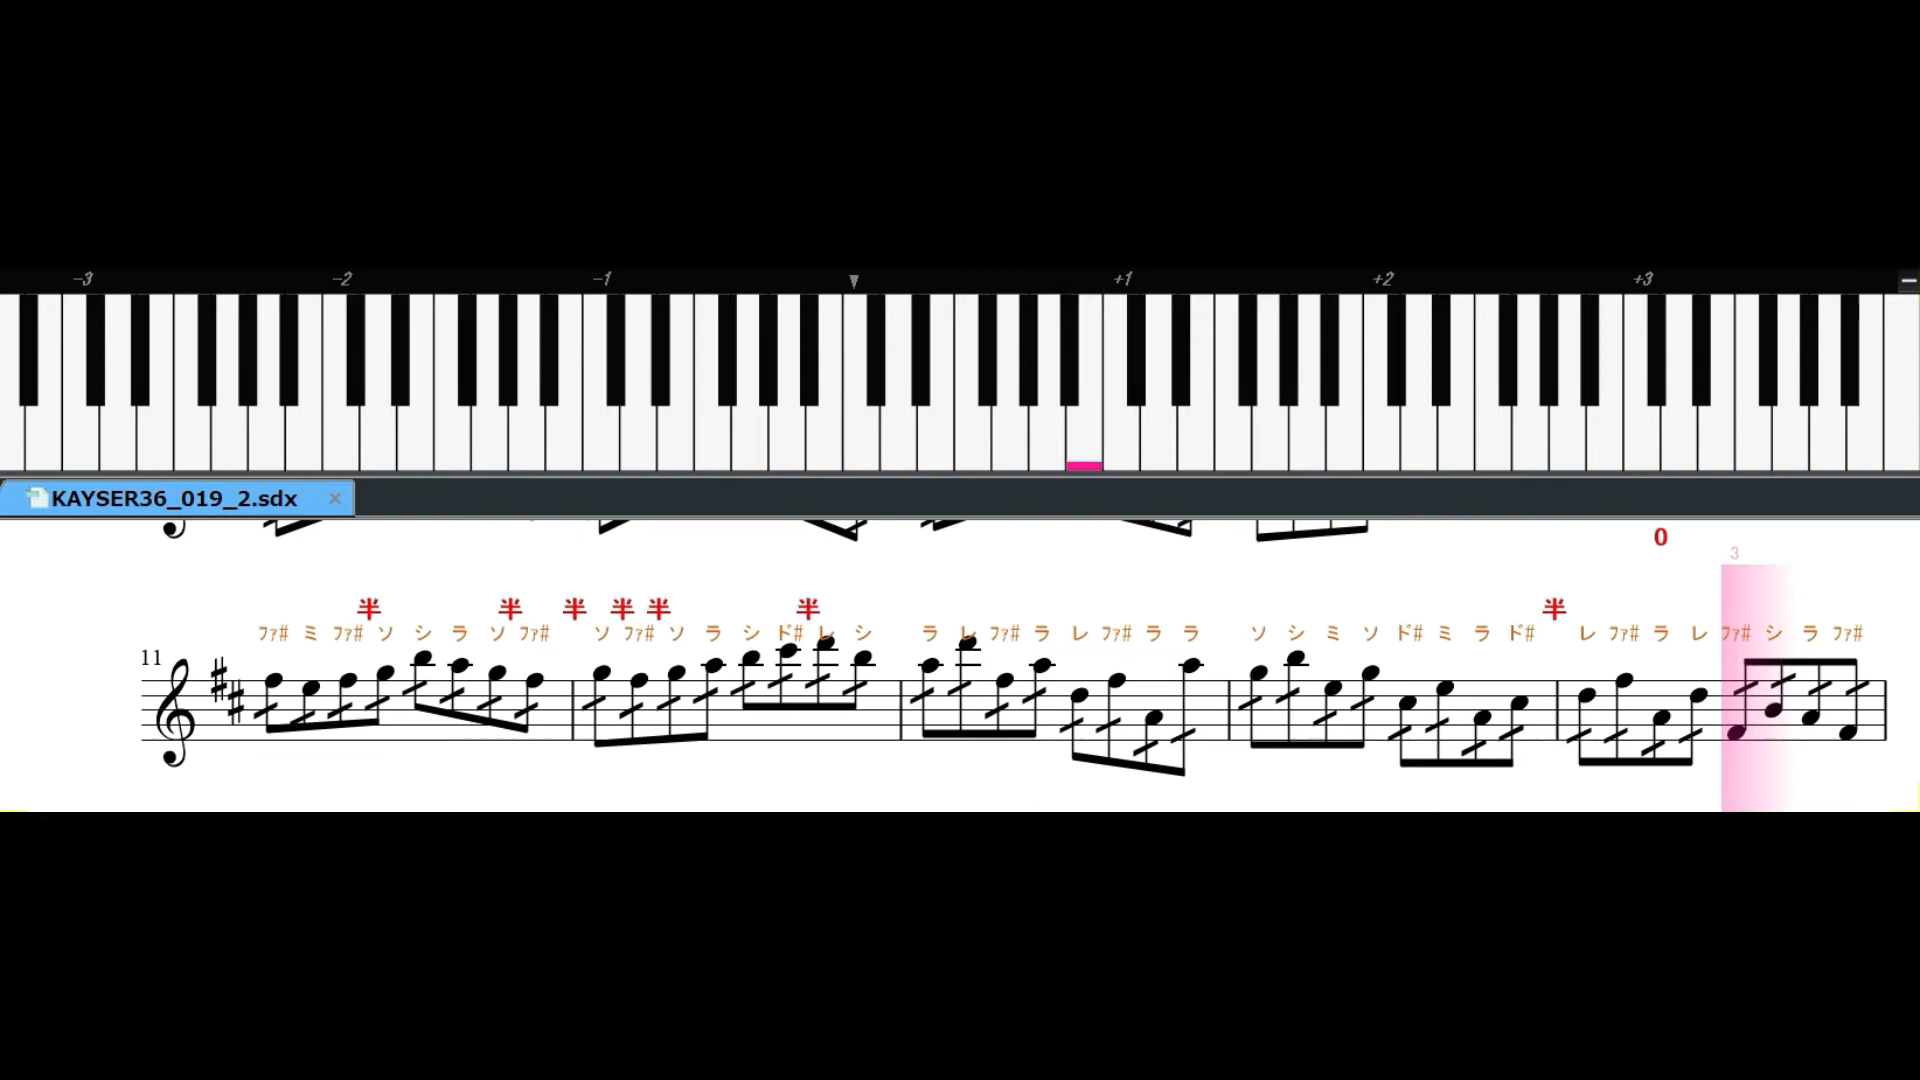 -3 -2 -1 ▼ +1 +2 +3
KAYSER36_019_2.sdx ×
0
3
半 半 半 半 半 半 半
ﾌｧ# ミ ﾌｧ# ソ シ ラ ソ ﾌｧ# ソ ﾌｧ# ソ ラ シ ド# レ シ ラ レ ﾌｧ# ラ レ ﾌｧ# ラ ラ ソ シ ミ ソ ド# ミ ラ ド# レ ﾌｧ# ラ レ ﾌｧ# シ ラ ﾌｧ#
11